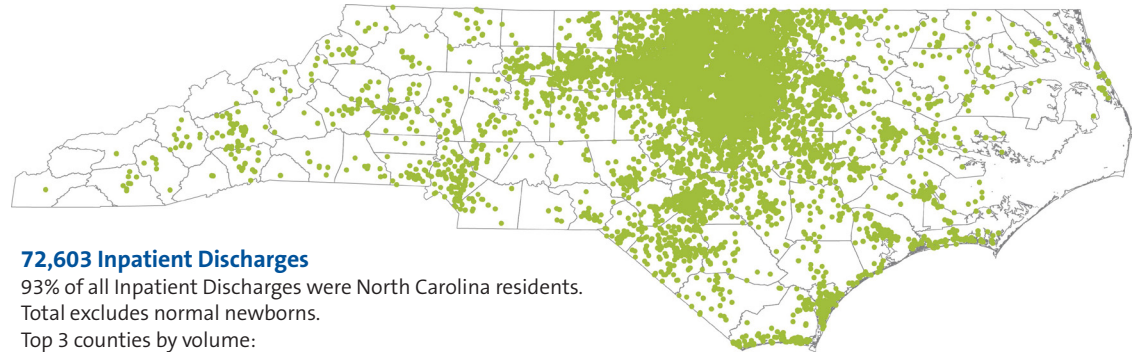 72,603 Inpatient Discharges
93% of all Inpatient Discharges were North Carolina residents.
Total excludes normal newborns.
Top 3 counties by volume: